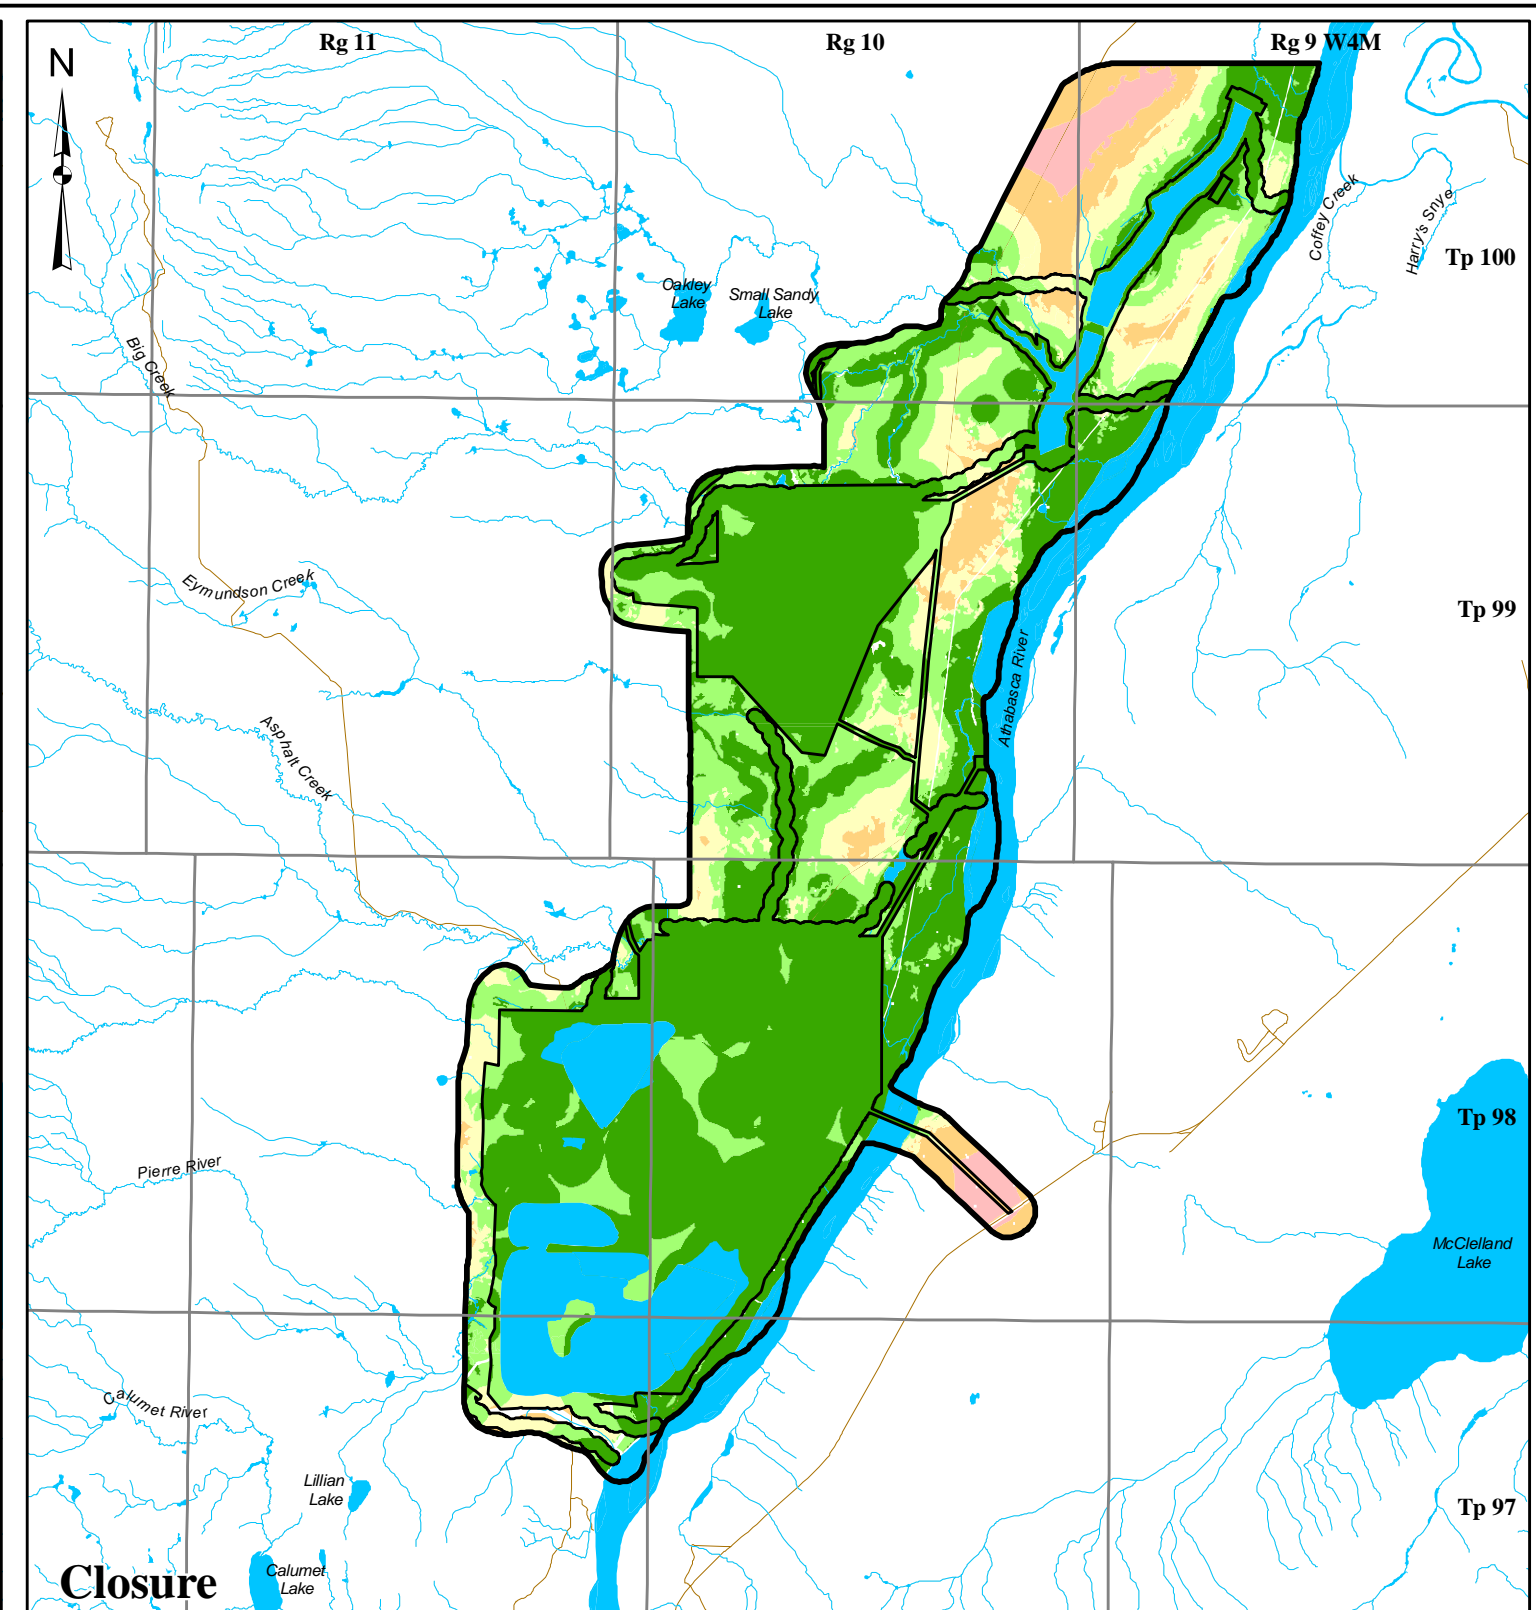 Rg 11
Rg 10
Rg 9 W4M
N
Coffey Creek
Harry's Snye
Tp 100
Oakley
Lake
Small Sandy
Lake
Big Creek
Eymundson Creek
Tp 99
Athabasca River
Asphalt Creek
Tp 98
Pierre River
McClelland
Lake
Calumet River
Lillian
Lake
Tp 97
Calumet
Lake
Closure